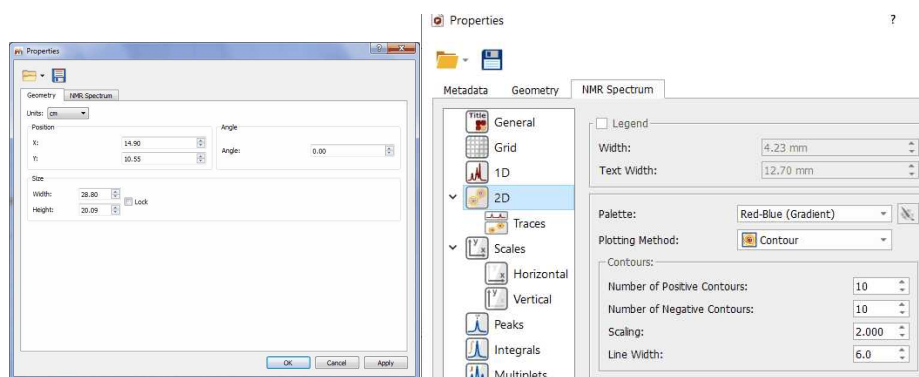 Properties
Geometry NMR Spectrum
Units: cm
Position
X: 14.90
Y: 10.55
Angle
Angle: 0.00
Size
Width: 28.80
Height: 20.09
Lock
OK Cancel Apply
Properties ?
Metadata Geometry NMR Spectrum
Title General
Grid
1D
2D
Traces
Scales
Horizontal
Vertical
Peaks
Integrals
Multiplets
Legend
Width: 4.23 mm
Text Width: 12.70 mm
Palette: Red-Blue (Gradient)
Plotting Method: Contour
Contours:
Number of Positive Contours: 10
Number of Negative Contours: 10
Scaling: 2.000
Line Width: 6.0